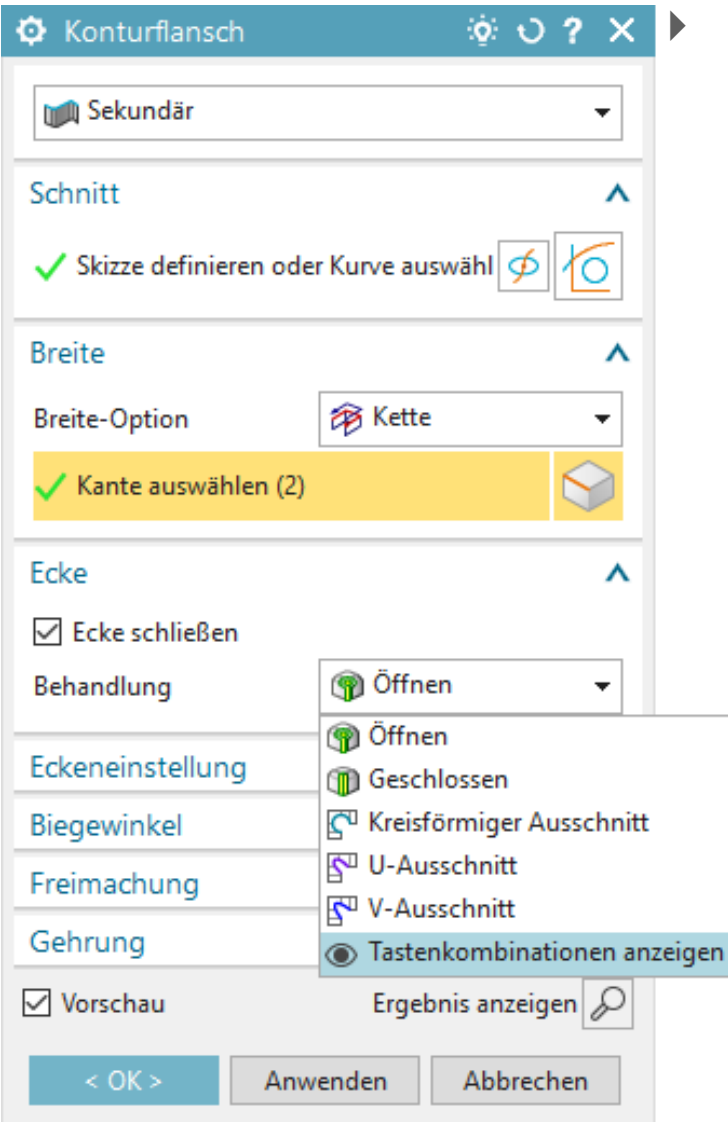 Konturflansch ?
Sekundär
Schnitt
Skizze definieren oder Kurve auswähl
Breite
Breite-Option Kette
Kante auswählen (2)
Ecke
Ecke schließen
Behandlung Öffnen
Öffnen
Eckeneinstellung
Geschlossen
Biegewinkel
Kreisförmiger Ausschnitt
U-Ausschnitt
Freimachung
V-Ausschnitt
Gehrung
Tastenkombinationen anzeigen
Vorschau Ergebnis anzeigen
< OK > Anwenden Abbrechen